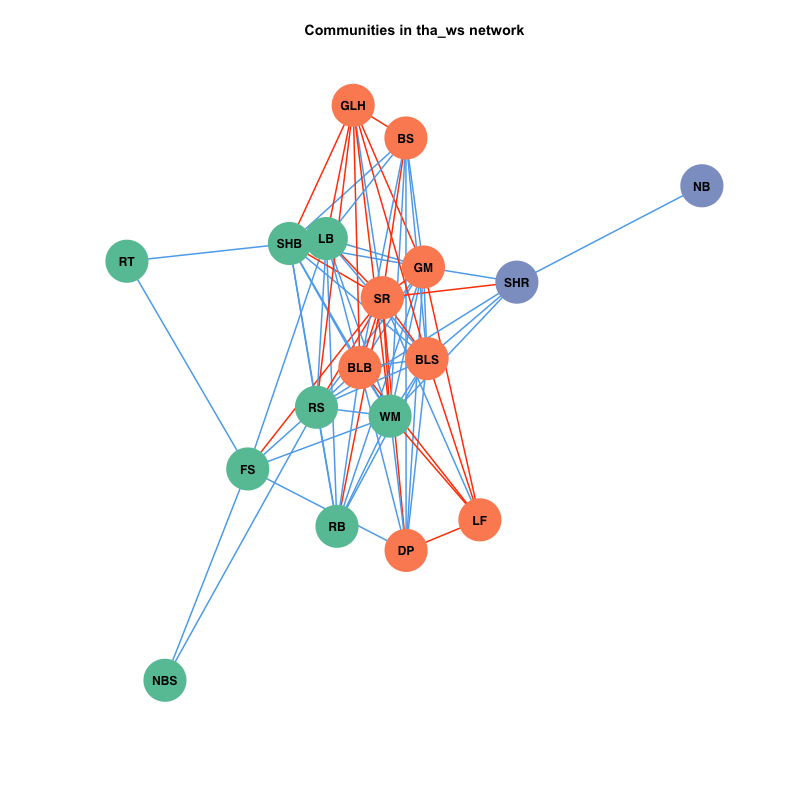 Communities in tha_ws network
GLH
BS
NB
LB
SHB
RT
GM
SHR
SR
BLS
BLB
RS
WM
FS
LF
RB
DP
NBS